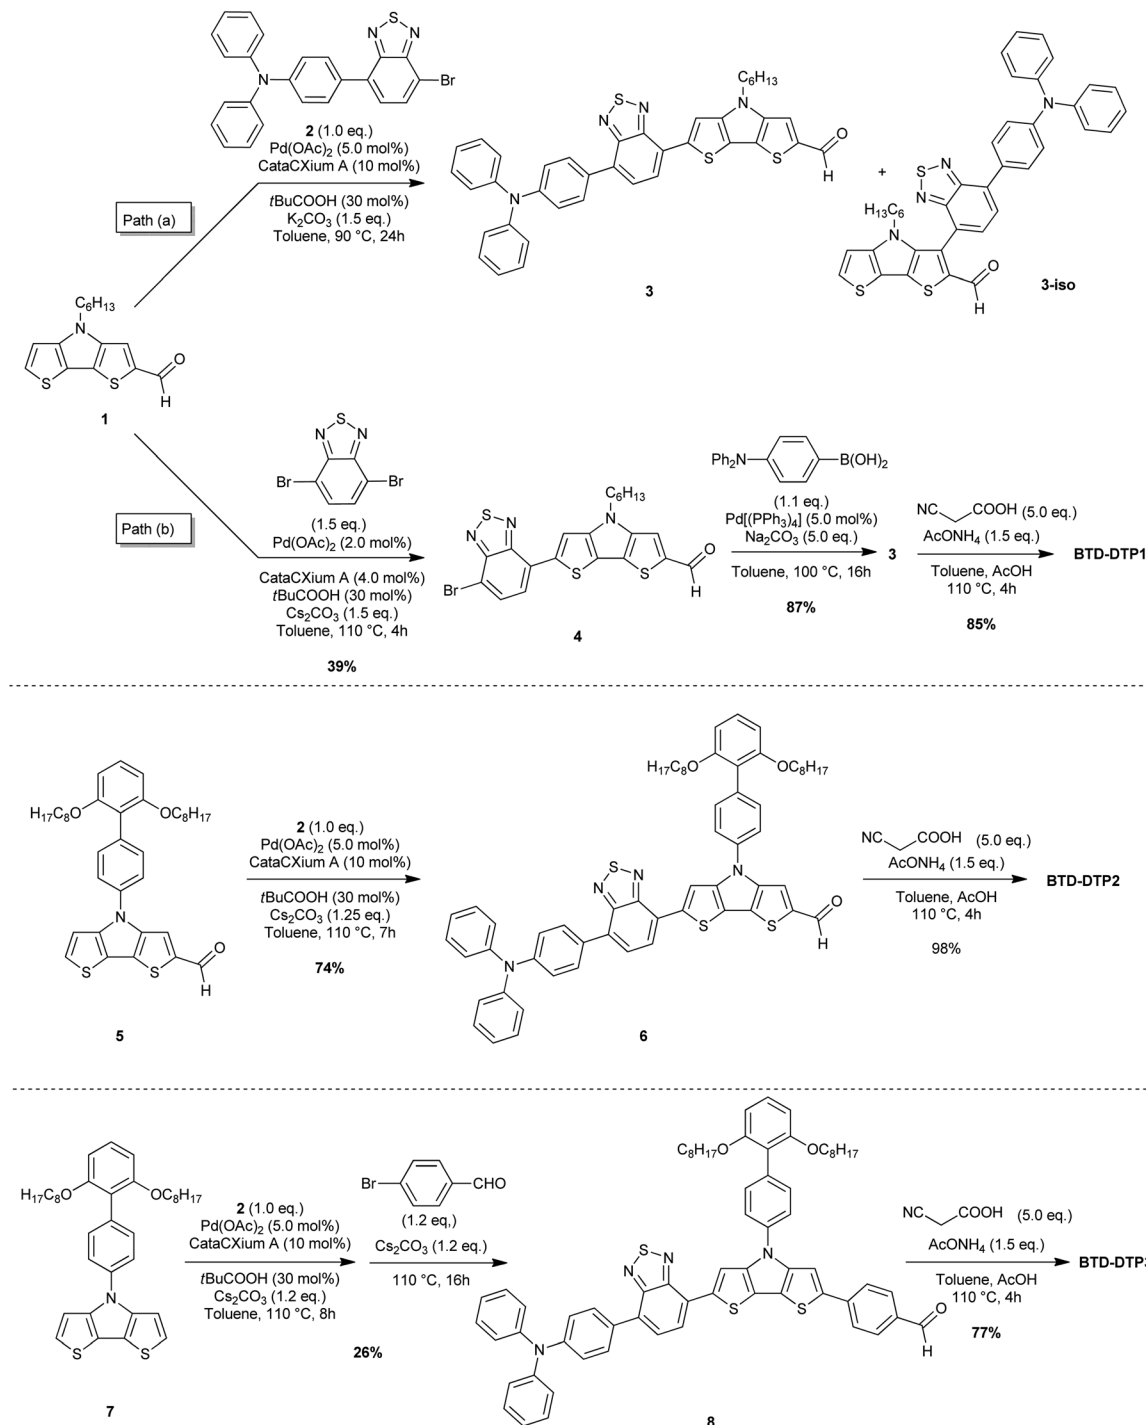 S
N N
N
Br
2 (1.0 eq.)
Pd(OAc)2 (5.0 mol%)
CataCXium A (10 mol%)
tBuCOOH (30 mol%)
K2CO3 (1.5 eq.)
Toluene, 90 °C, 24h
Path (a)
C6H13
N
S S
O
H
1
C6H13
N
S
N N
S S
O
H
N
3
+
N
N
S
N
H13C6
N
S S
O
H
3-iso
Path (b)
S
N N
Br Br
(1.5 eq.)
Pd(OAc)2 (2.0 mol%)
CataCXium A (4.0 mol%)
tBuCOOH (30 mol%)
Cs2CO3 (1.5 eq.)
Toluene, 110 °C, 4h
39%
C6H13
N
S
N N
S S
O
H
Br
4
Ph2N B(OH)2
(1.1 eq.)
Pd[(PPh3)4] (5.0 mol%)
Na2CO3 (5.0 eq.)
Toluene, 100 °C, 16h
87%
3
NC COOH (5.0 eq.)
AcONH4 (1.5 eq.)
Toluene, AcOH
110 °C, 4h
85%
BTD-DTP1
H17C8O OC8H17
N
S S
O
H
5
2 (1.0 eq.)
Pd(OAc)2 (5.0 mol%)
CataCXium A (10 mol%)
tBuCOOH (30 mol%)
Cs2CO3 (1.25 eq.)
Toluene, 110 °C, 7h
74%
H17C8O OC8H17
N
S
N N
S S
O
H
N
6
NC COOH (5.0 eq.)
AcONH4 (1.5 eq.)
Toluene, AcOH
110 °C, 4h
98%
BTD-DTP2
H17C8O OC8H17
N
S S
7
2 (1.0 eq.)
Pd(OAc)2 (5.0 mol%)
CataCXium A (10 mol%)
tBuCOOH (30 mol%)
Cs2CO3 (1.2 eq.)
Toluene, 110 °C, 8h
Br CHO
(1.2 eq,)
Cs2CO3 (1.2 eq.)
110 °C, 16h
26%
C8H17O OC8H17
N
S
N N
S S
O
H
N
8
NC COOH (5.0 eq.)
AcONH4 (1.5 eq.)
Toluene, AcOH
110 °C, 4h
77%
BTD-DTP3